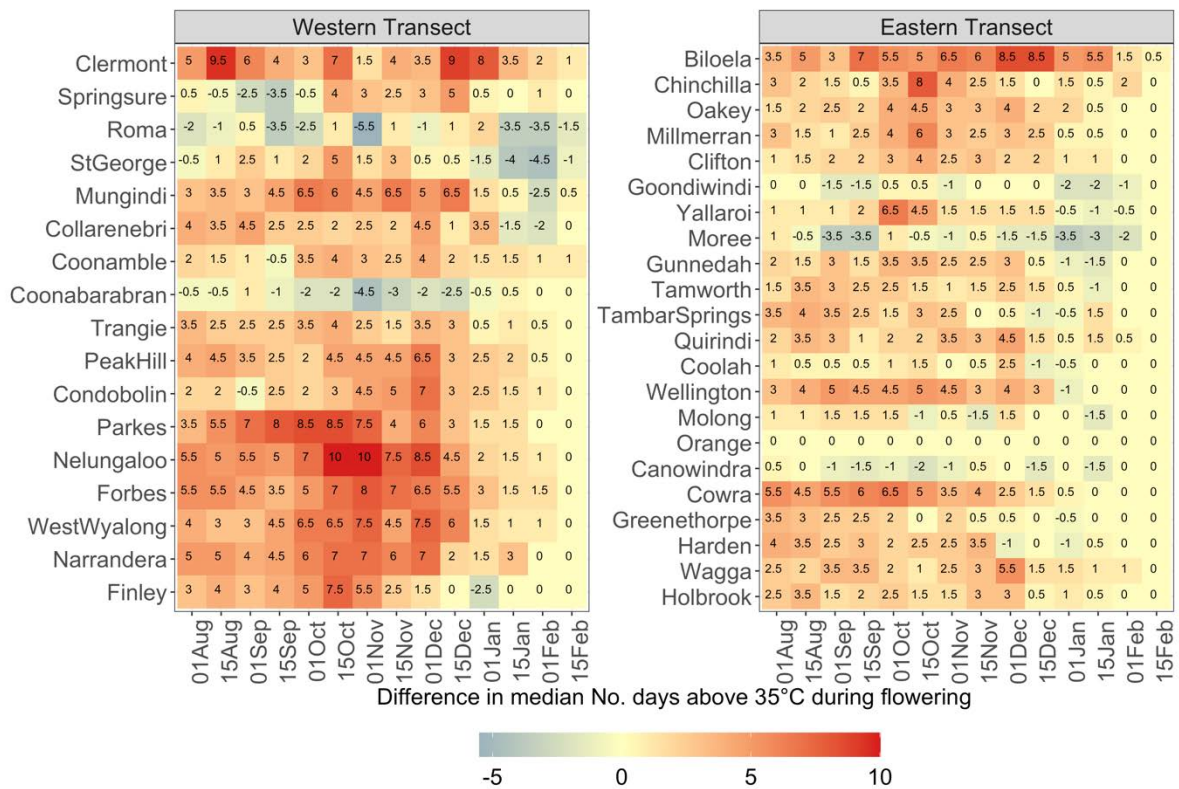 Western Transect
Clermont 5 9.5 6 4 3 7 1.5 4 3.5 9 8 3.5 2 1
Springsure 0.5 -0.5 -2.5 -3.5 -0.5 4 3 2.5 3 5 0.5 0 1 0
Roma -2 -1 0.5 -3.5 -2.5 1 -5.5 1 -1 1 2 -3.5 -3.5 -1.5
StGeorge -0.5 1 2.5 1 2 5 1.5 3 0.5 0.5 -1.5 -4 -4.5 -1
Mungindi 3 3.5 3 4.5 6.5 6 4.5 6.5 5 6.5 1.5 0.5 -2.5 0.5
Collarenebri 4 3.5 4.5 2.5 2.5 2 2.5 2 4.5 1 3.5 -1.5 -2 0
Coonamble 2 1.5 1 -0.5 3.5 4 3 2.5 4 2 1.5 1.5 1 1
Coonabarabran -0.5 -0.5 1 -1 -2 -2 -4.5 -3 -2 -2.5 -0.5 0.5 0 0
Trangie 3.5 2.5 2.5 2.5 3.5 4 2.5 1.5 3.5 3 0.5 1 0.5 0
PeakHill 4 4.5 3.5 2.5 2 4.5 4.5 4.5 6.5 3 2.5 2 0.5 0
Condobolin 2 2 -0.5 2.5 2 3 4.5 5 7 3 2.5 1.5 1 0
Parkes 3.5 5.5 7 8 8.5 8.5 7.5 4 6 3 1.5 1.5 0 0
Nelungaloo 5.5 5 5.5 5 7 10 10 7.5 8.5 4.5 2 1.5 1 0
Forbes 5.5 5.5 4.5 3.5 5 7 8 7 6.5 5.5 3 1.5 1.5 0
WestWyalong 4 3 3 4.5 6.5 6.5 7.5 4.5 7.5 6 1.5 1 1 0
Narrandera 5 5 4 4.5 6 7 7 6 7 2 1.5 3 0 0
Finley 3 4 3 4 5 7.5 5.5 2.5 1.5 0 -2.5 0 0 0
01Aug 15Aug 01Sep 15Sep 01Oct 15Oct 01Nov 15Nov 01Dec 15Dec 01Jan 15Jan 01Feb 15Feb
Eastern Transect
Biloela 3.5 5 3 7 5.5 5 6.5 6 8.5 8.5 5 5.5 1.5 0.5
Chinchilla 3 2 1.5 0.5 3.5 8 4 2.5 1.5 0 1.5 0.5 2 0
Oakey 1.5 2 2.5 2 4 4.5 3 3 4 2 2 0.5 0 0
Millmerran 3 1.5 1 2.5 4 6 3 2.5 3 2.5 0.5 0.5 0 0
Clifton 1 1.5 2 2 3 4 2.5 3 2 2 1 1 0 0
Goondiwindi 0 0 -1.5 -1.5 0.5 0.5 -1 0 0 0 -2 -2 -1 0
Yallaroi 1 1 1 2 6.5 4.5 1.5 1.5 1.5 1.5 -0.5 -1 -0.5 0
Moree 1 -0.5 -3.5 -3.5 1 -0.5 -1 0.5 -1.5 -1.5 -3.5 -3 -2 0
Gunnedah 2 1.5 3 1.5 3.5 3.5 2.5 2.5 3 0.5 -1 -1.5 0 0
Tamworth 1.5 3.5 3 2.5 2.5 1.5 1 1.5 2.5 1.5 0.5 -1 0 0
TambarSprings 3.5 4 3.5 2.5 1.5 3 2.5 0 0.5 -1 -0.5 1.5 0 0
Quirindi 2 3.5 3 1 2 2 3.5 3 4.5 1.5 0.5 1.5 0.5 0
Coolah 1 0.5 0.5 0.5 1 1.5 0 0.5 2.5 -1 -0.5 0 0 0
Wellington 3 4 5 4.5 4.5 5 4.5 3 4 3 -1 0 0 0
Molong 1 1 1.5 1.5 1.5 -1 0.5 -1.5 1.5 0 0 -1.5 0 0
Orange 0 0 0 0 0 0 0 0 0 0 0 0 0 0
Canowindra 0.5 0 -1 -1.5 -1 -2 -1 0.5 0 -1.5 0 -1.5 0 0
Cowra 5.5 4.5 5.5 6 6.5 5 3.5 4 2.5 1.5 0.5 0 0 0
Greenethorpe 3.5 3 2.5 2.5 2 0 2 0.5 0.5 0 -0.5 0 0 0
Harden 4 3.5 2.5 3 2 2.5 2.5 3.5 -1 0 -1 0.5 0 0
Wagga 2.5 2 3.5 3.5 2 1 2.5 3 5.5 1.5 1.5 1 1 0
Holbrook 2.5 3.5 1.5 2 2.5 1.5 1.5 3 3 0.5 1 0.5 0 0
01Aug 15Aug 01Sep 15Sep 01Oct 15Oct 01Nov 15Nov 01Dec 15Dec 01Jan 15Jan 01Feb 15Feb
Difference in median No. days above 35°C during flowering
-5 0 5 10